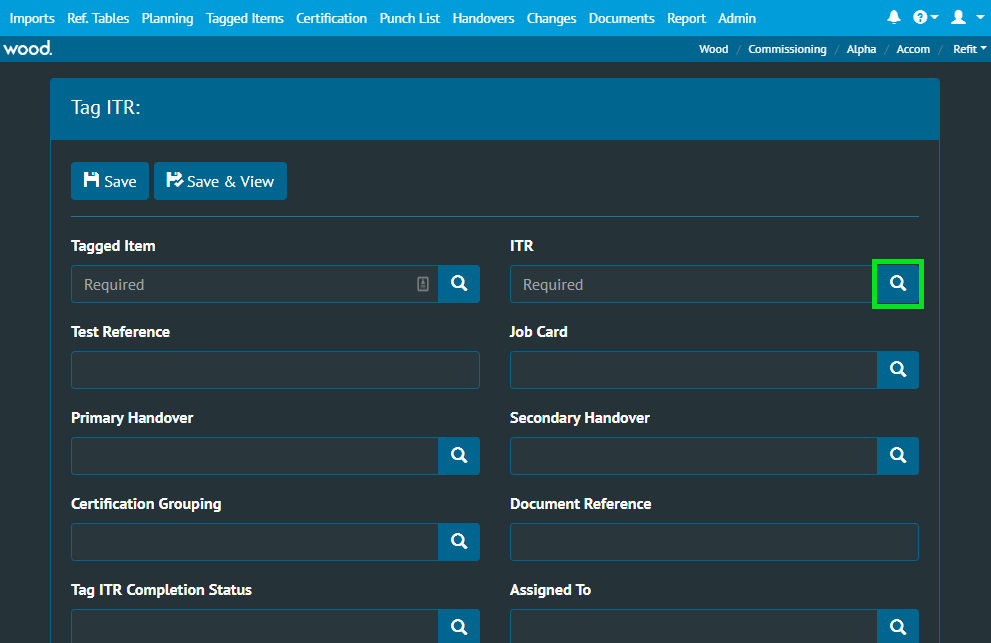 Imports Ref. Tables Planning Tagged Items Certification Punch List Handovers Changes Documents Report Admin
wood. Wood / Commissioning / Alpha / Accom / Refit
Tag ITR:
Save Save & View
Tagged Item ITR
Required Required
Test Reference Job Card
Primary Handover Secondary Handover
Certification Grouping Document Reference
Tag ITR Completion Status Assigned To